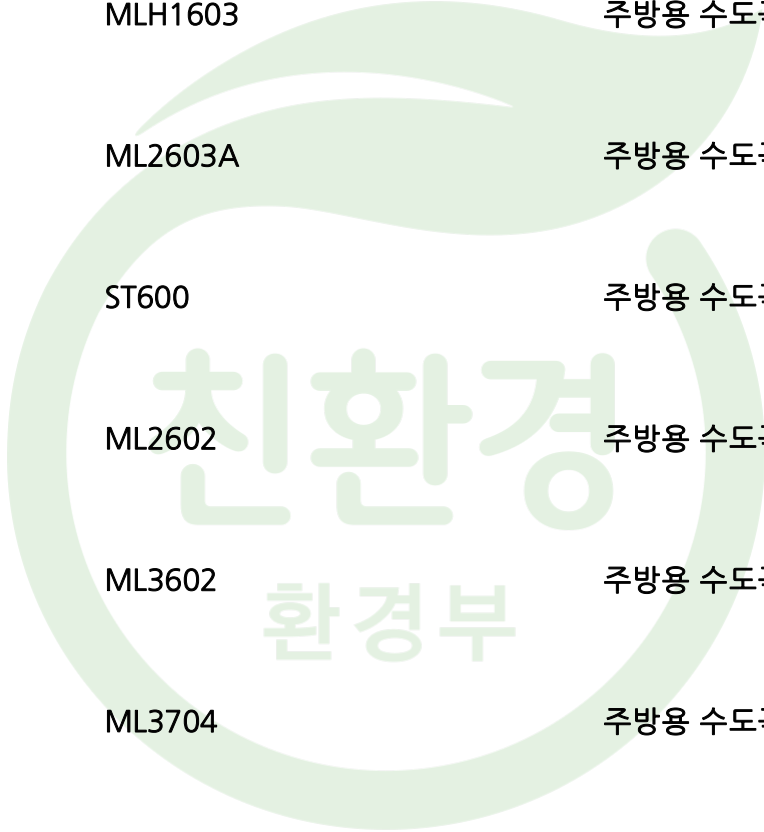 MLH1603 주방용 수도
ML2603A 주방용 수도
ST600 주방용 수도
친환경
ML2602 주방용 수도
ML3602 주방용 수도
환경부
ML3704 주방용 수도